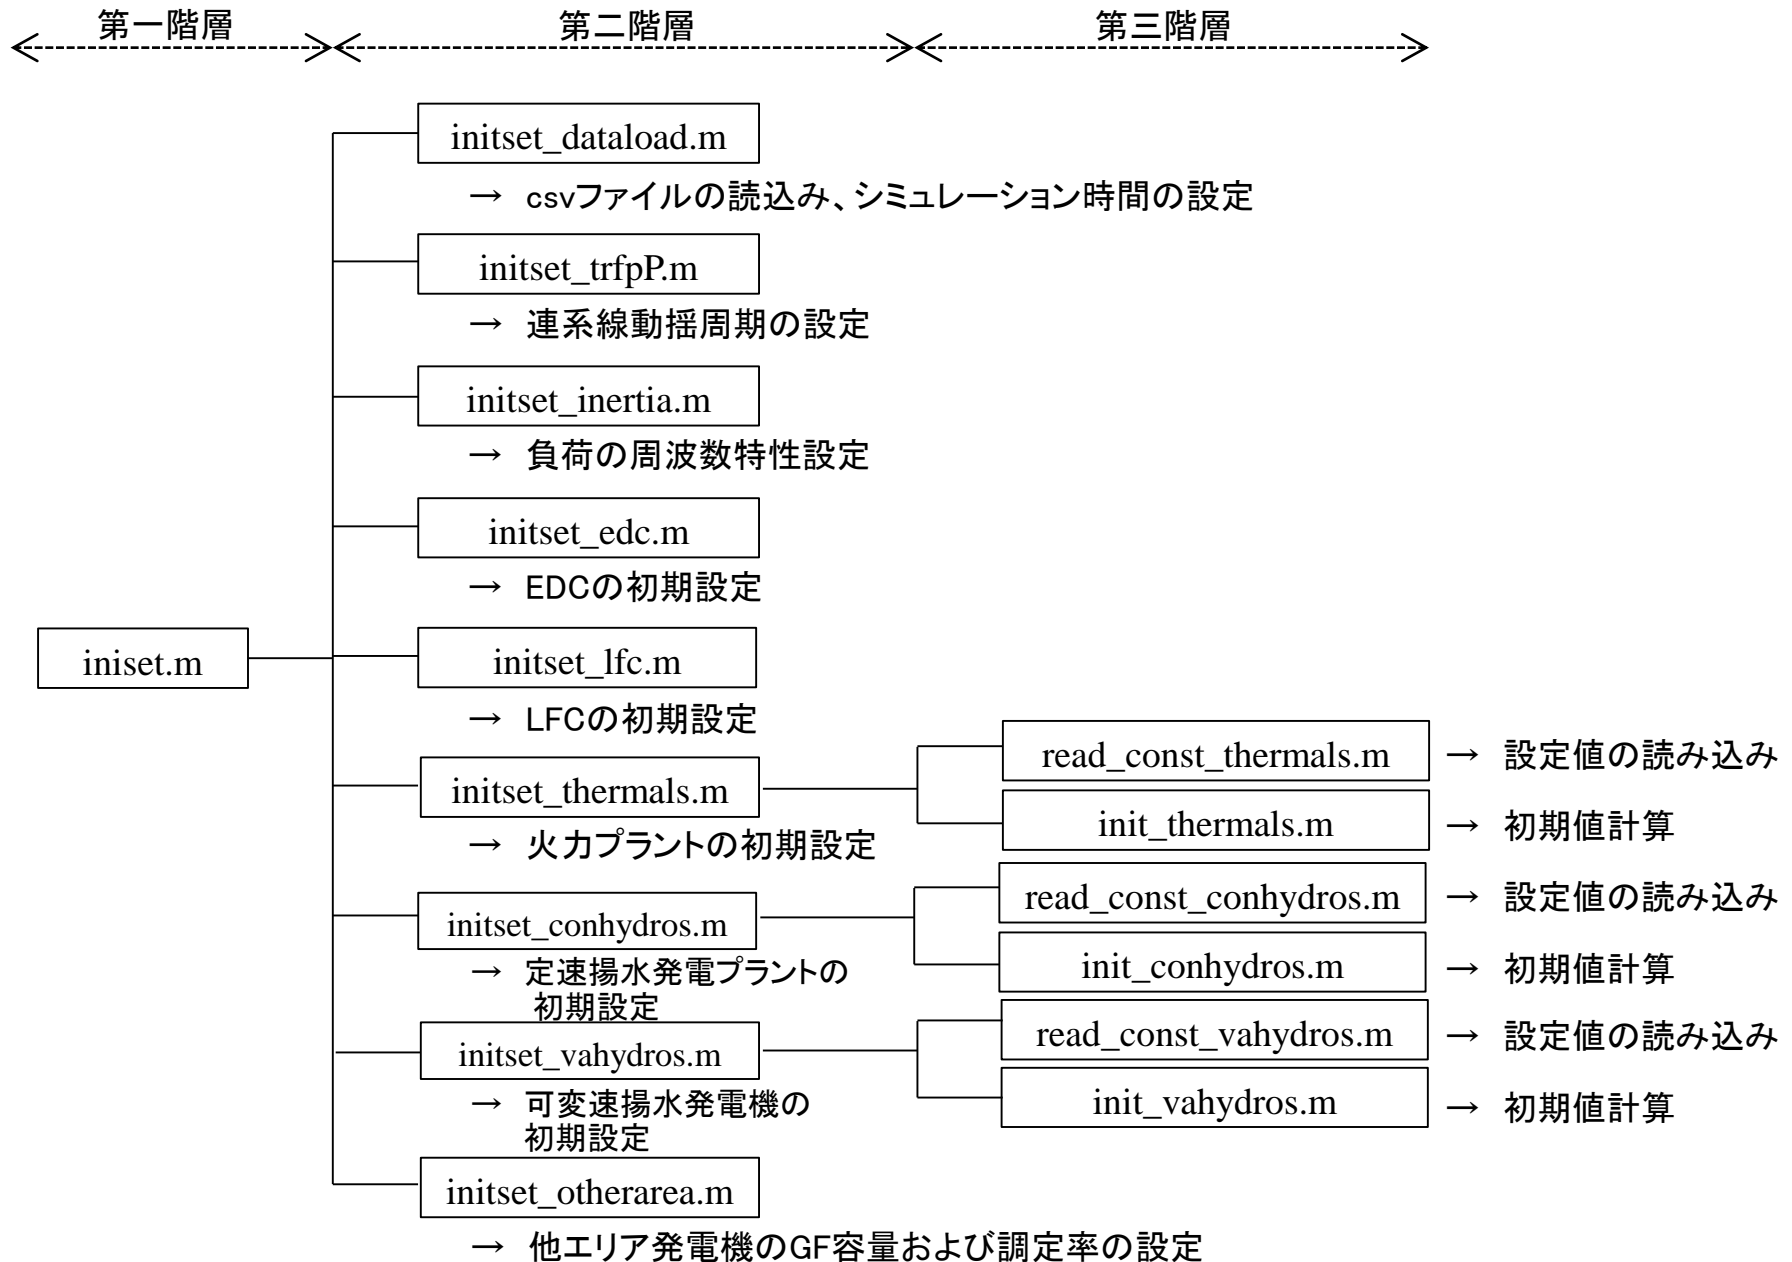 第一階層
第二階層
第三階層
initset_dataload.m
→ csvファイルの読込み、シミュレーション時間の設定
initset_trfpP.m
→ 連系線動揺周期の設定
initset_inertia.m
→ 負荷の周波数特性設定
initset_edc.m
→ EDCの初期設定
iniset.m
initset_lfc.m
→ LFCの初期設定
initset_thermals.m
→ 火力プラントの初期設定
read_const_thermals.m → 設定値の読み込み
init_thermals.m → 初期値計算
initset_conhydros.m
→ 定速揚水発電プラントの
初期設定
read_const_conhydros.m → 設定値の読み込み
init_conhydros.m → 初期値計算
initset_vahydros.m
→ 可変速揚水発電機の
初期設定
read_const_vahydros.m → 設定値の読み込み
init_vahydros.m → 初期値計算
initset_otherarea.m
→ 他エリア発電機のGF容量および調定率の設定